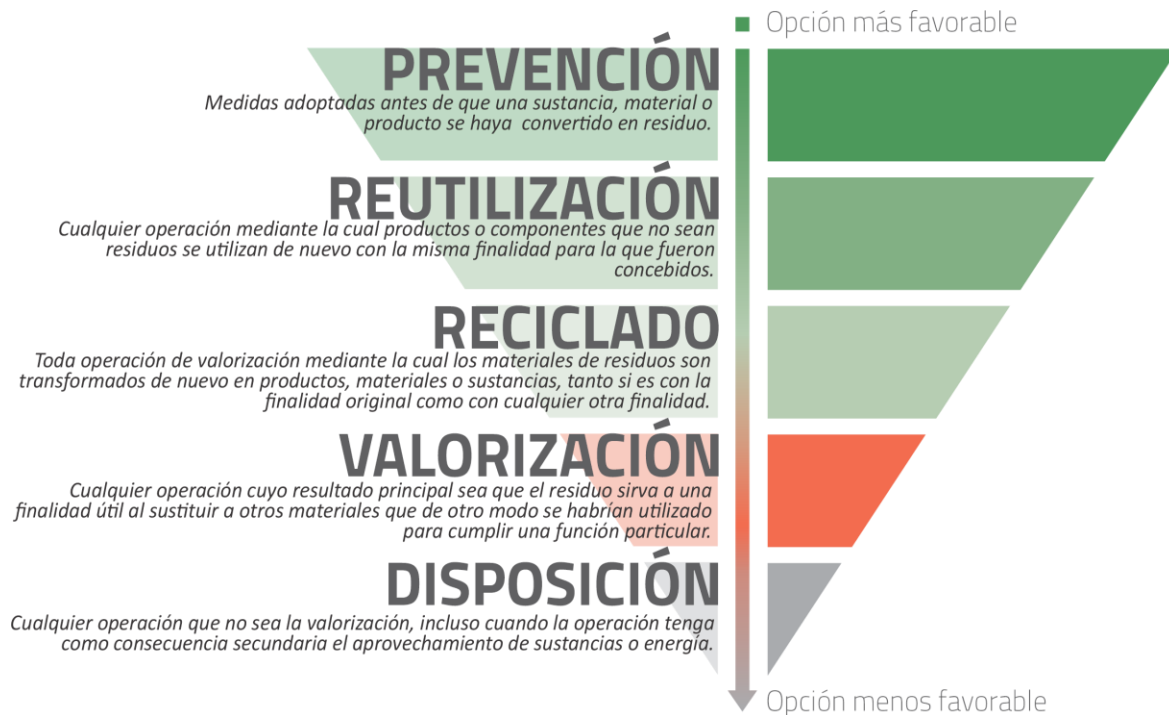 Opción más favorable
PREVENCIÓN
Medidas adoptadas antes de que una sustancia, material o
producto se haya convertido en residuo.
REUTILIZACIÓN
Cualquier operación mediante la cual productos o componentes que no sean
residuos se utilizan de nuevo con la misma finalidad para la que fueron
concebidos.
RECICLADO
Toda operación de valorización mediante la cual los materiales de residuos son
transformados de nuevo en productos, materiales o sustancias, tanto si es con la
finalidad original como con cualquier otra finalidad.
VALORIZACIÓN
Cualquier operación cuyo resultado principal sea que el residuo sirva a una
finalidad útil al sustituir a otros materiales que de otro modo se habrían utilizado
para cumplir una función particular.
DISPOSICIÓN
Cualquier operación que no sea la valorización, incluso cuando la operación tenga
como consecuencia secundaria el aprovechamiento de sustancias o energía.
Opción menos favorable